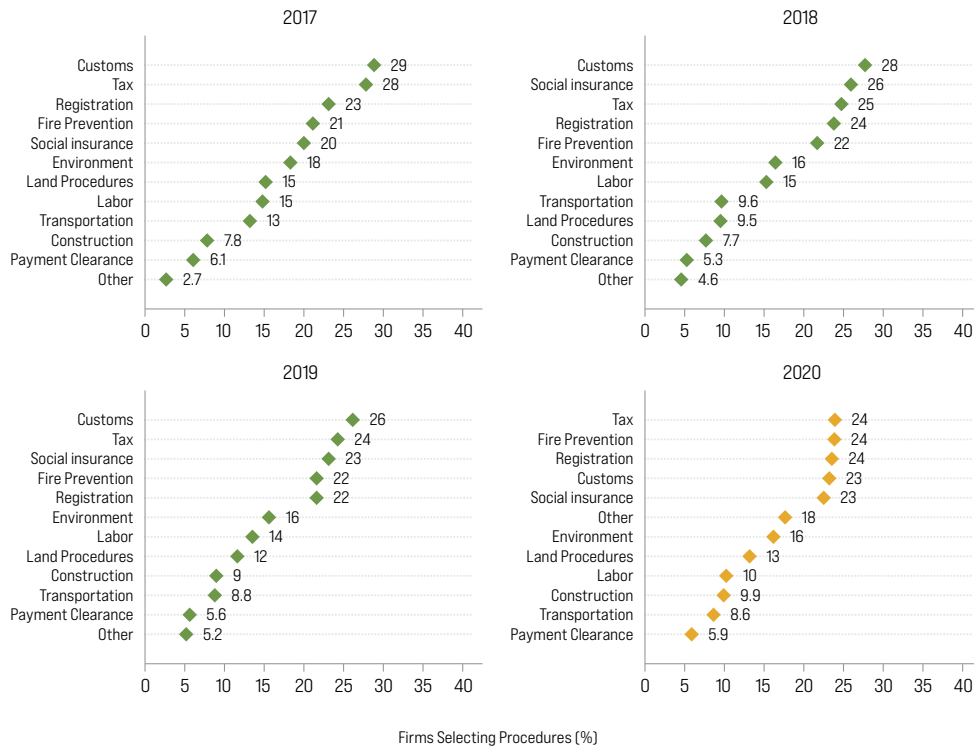 2017
Customs 29
Tax 28
Registration 23
Fire Prevention 21
Social insurance 20
Environment 18
Land Procedures 15
Labor 15
Transportation 13
Construction 7.8
Payment Clearance 6.1
Other 2.7
0 5 10 15 20 25 30 35 40
2018
Customs 28
Social insurance 26
Tax 25
Registration 24
Fire Prevention 22
Environment 16
Labor 15
Transportation 9.6
Land Procedures 9.5
Construction 7.7
Payment Clearance 5.3
Other 4.6
0 5 10 15 20 25 30 35 40
2019
Customs 26
Tax 24
Social insurance 23
Fire Prevention 22
Registration 22
Environment 16
Labor 14
Land Procedures 12
Construction 9
Transportation 8.8
Payment Clearance 5.6
Other 5.2
0 5 10 15 20 25 30 35 40
2020
Tax 24
Fire Prevention 24
Registration 24
Customs 23
Social insurance 23
Other 18
Environment 16
Land Procedures 13
Labor 10
Construction 9.9
Transportation 8.6
Payment Clearance 5.9
0 5 10 15 20 25 30 35 40
Firms Selecting Procedures (%)